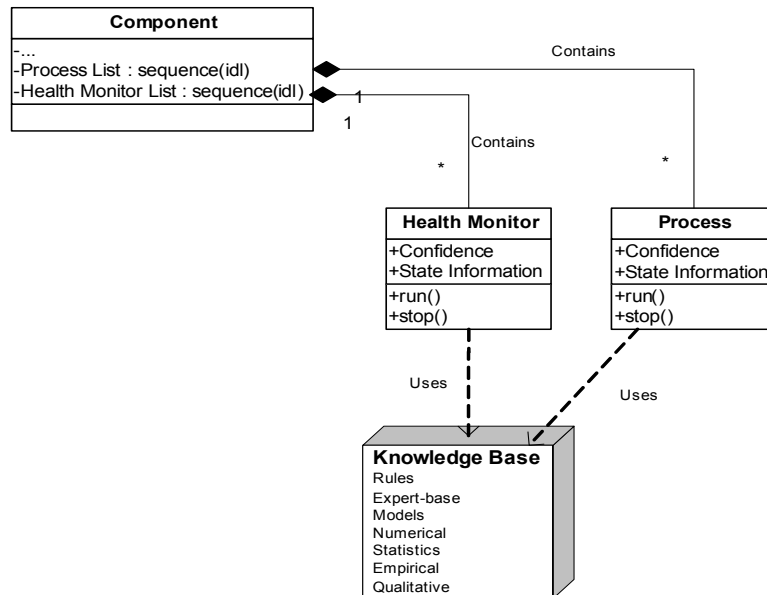 Component
-...
-Process List : sequence(idl)
-Health Monitor List : sequence(idl)
Contains
1
1
Contains
*
*
Health Monitor
+Confidence
+State Information
+run()
+stop()
Process
+Confidence
+State Information
+run()
+stop()
Uses
Uses
Knowledge Base
Rules
Expert-base
Models
Numerical
Statistics
Empirical
Qualitative